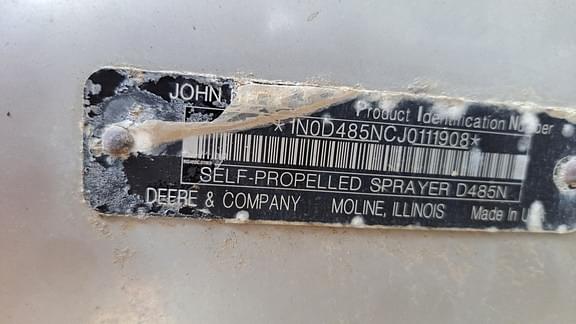 JOHN
Product Identification Number
*1N0D485NCJ0111908*
SELF-PROPELLED SPRAYER D485N
DEERE & COMPANY MOLINE, ILLINOIS Made in U